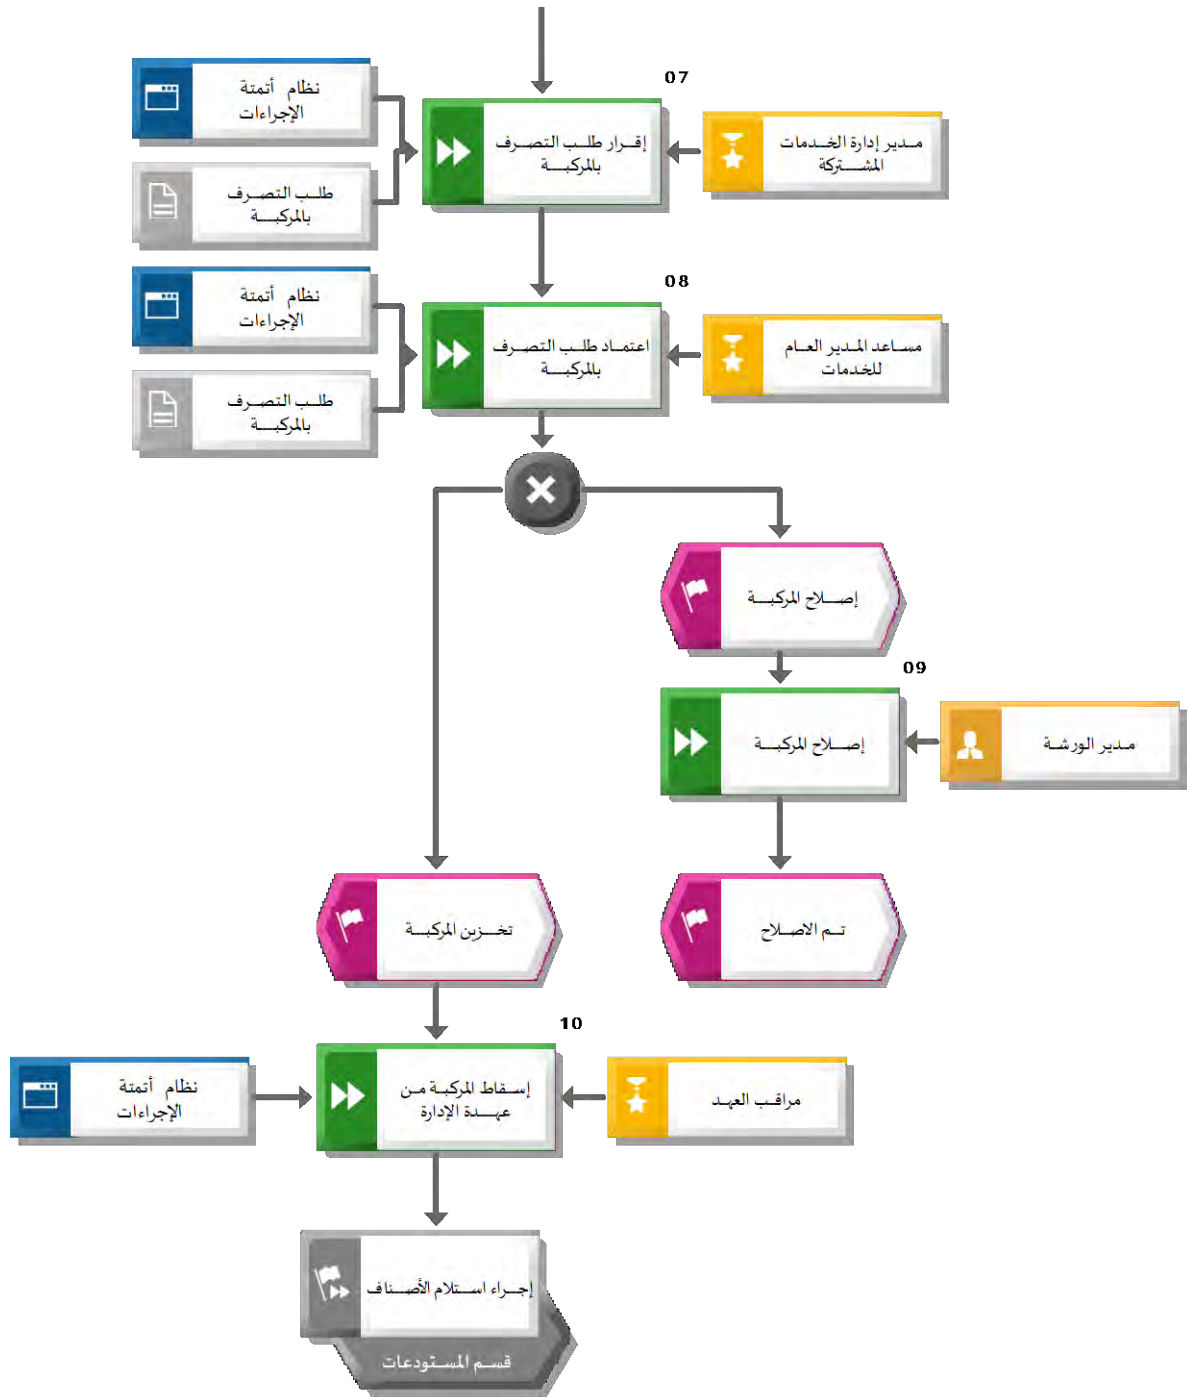 07
مدير إدارة الخدمات
المشتركة
إقرار طلب التصرف
بالمركبة
نظام أتمتة
الإجراءات
طلب التصرف
بالمركبة
08
مساعد المدير العام
للخدمات
اعتماد طلب التصرف
بالمركبة
نظام أتمتة
الإجراءات
طلب التصرف
بالمركبة
إصلاح المركبة
09
مدير الورشة
إصلاح المركبة
تم الاصلاح
تخزين المركبة
10
مراقب العهد
إسقاط المركبة من
عهدة الإدارة
نظام أتمتة
الإجراءات
إجراء استلام الأصناف
قسم المستودعات